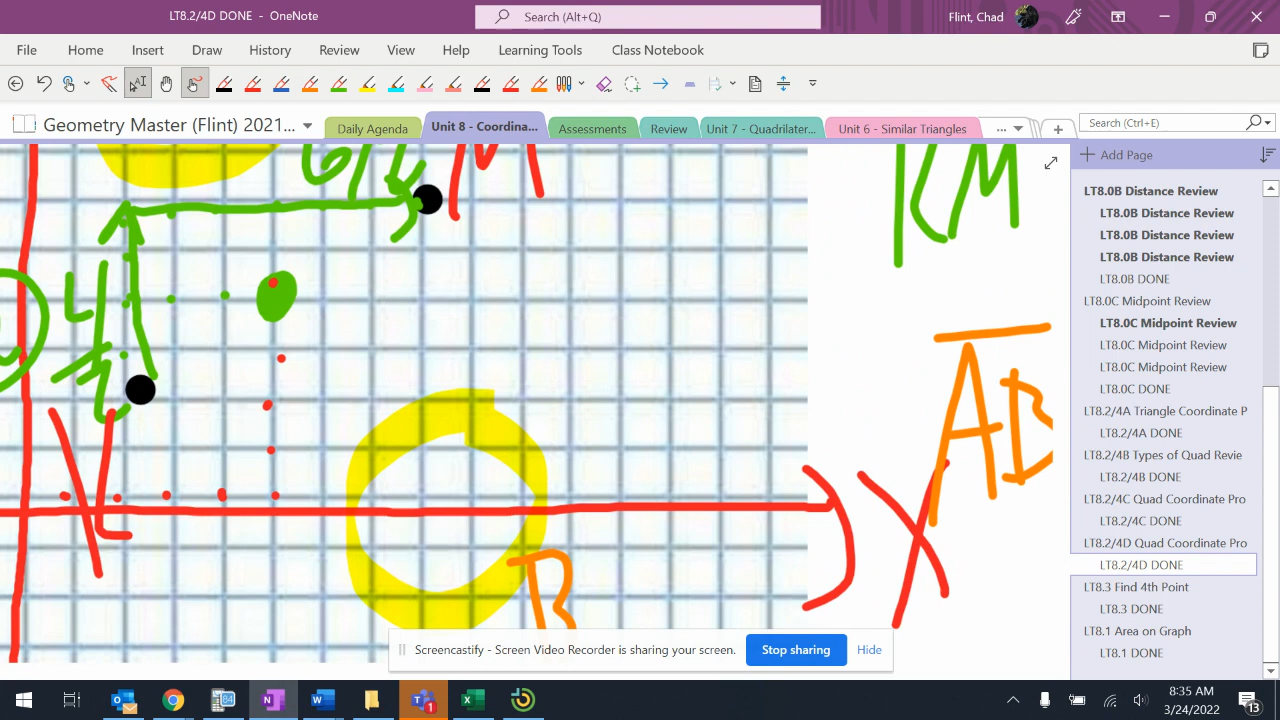 LT8.2/4D DONE - OneNote
Search (Alt+Q)
Flint, Chad
File Home Insert Draw History Review View Help Learning Tools Class Notebook
Geometry Master (Flint) 2021...
Daily Agenda
Unit 8 - Coordina...
Assessments
Review
Unit 7 - Quadrilater...
Unit 6 - Similar Triangles
...
Search (Ctrl+E)
Add Page
LT8.0B Distance Review
LT8.0B Distance Review
LT8.0B Distance Review
LT8.0B Distance Review
LT8.0B DONE
LT8.0C Midpoint Review
LT8.0C Midpoint Review
LT8.0C Midpoint Review
LT8.0C Midpoint Review
LT8.0C DONE
LT8.2/4A Triangle Coordinate P
LT8.2/4A DONE
LT8.2/4B Types of Quad Revie
LT8.2/4B DONE
LT8.2/4C Quad Coordinate Pro
LT8.2/4C DONE
LT8.2/4D Quad Coordinate Pro
LT8.2/4D DONE
LT8.3 Find 4th Point
LT8.3 DONE
LT8.1 Area on Graph
LT8.1 DONE
M
KM
4
AB
X
B
Screencastify - Screen Video Recorder is sharing your screen.
Stop sharing
Hide
8:35 AM
3/24/2022
13
1